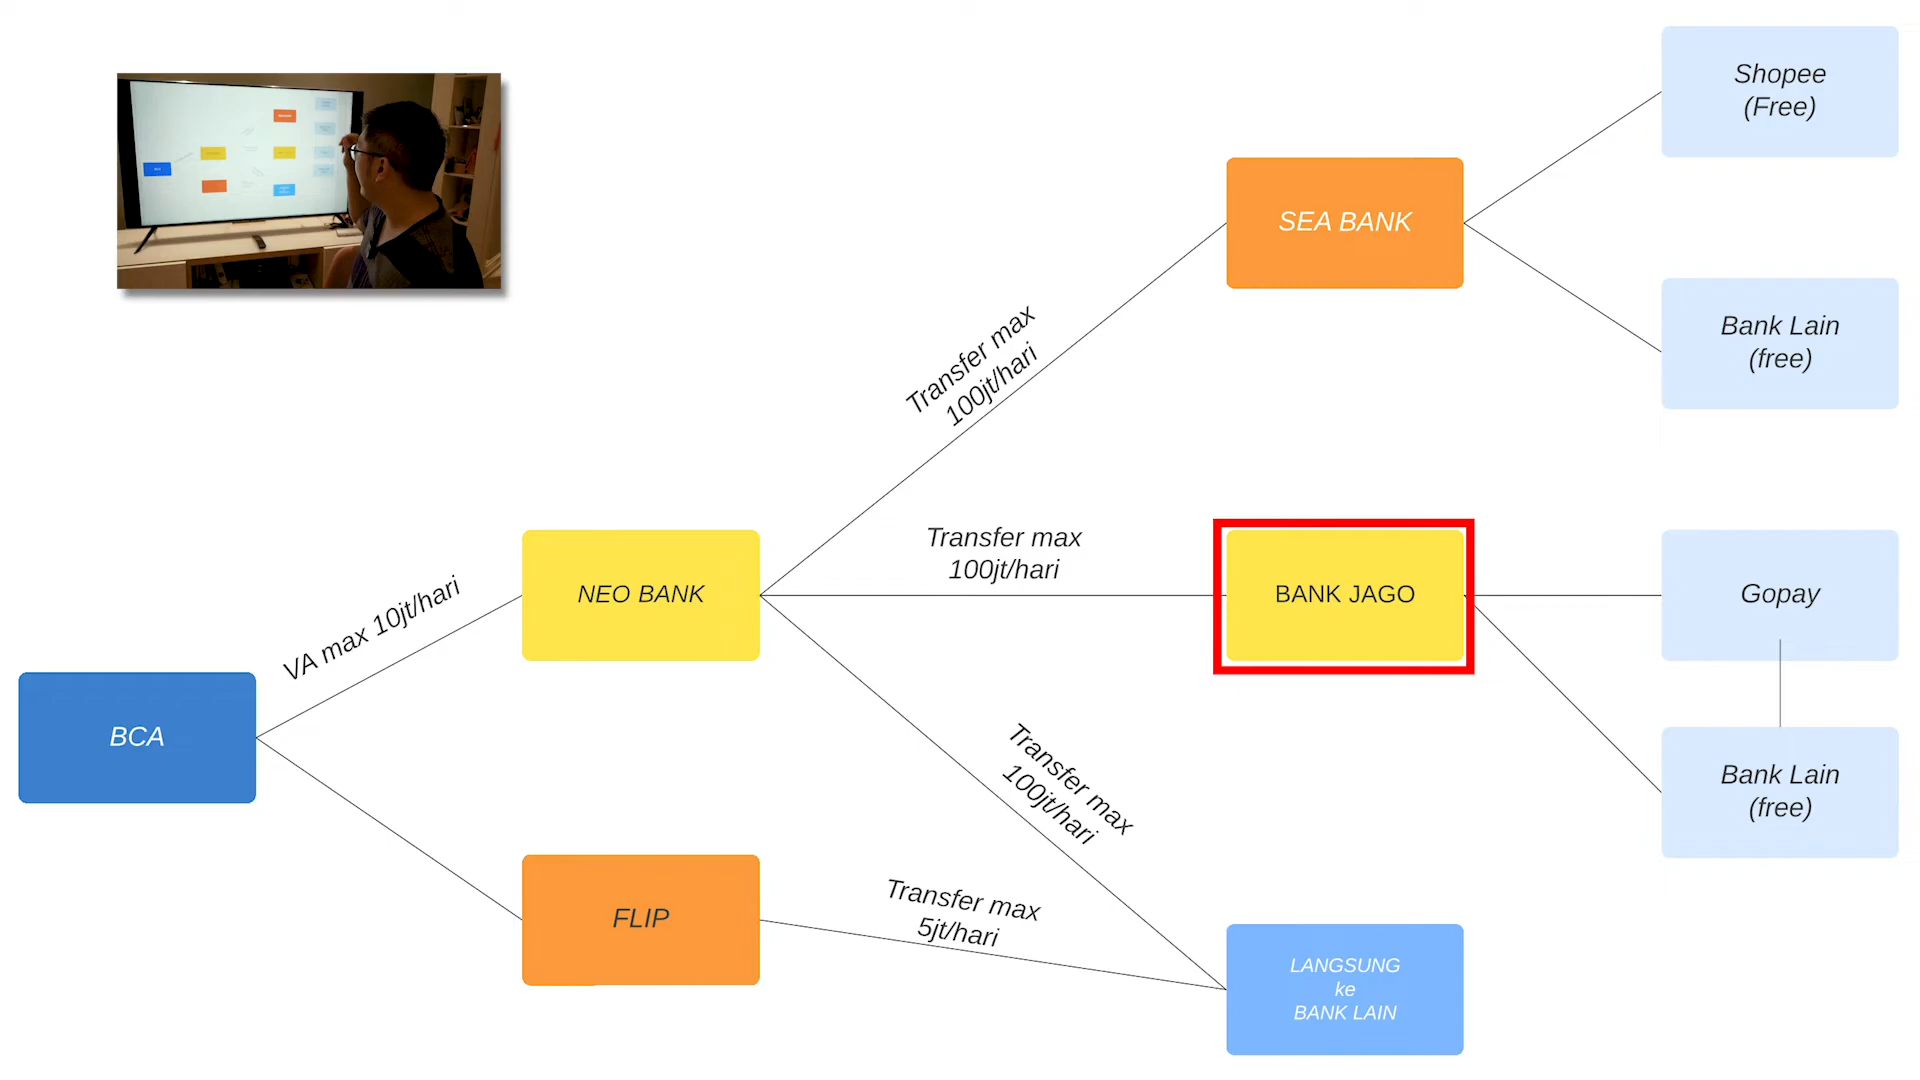 Shopee
(Free)
SEA BANK
Bank Lain
(free)
Transfer max
100jt/hari
Transfer max
100jt/hari
NEO BANK
BANK JAGO
Gopay
VA max 10jt/hari
BCA
Transfer max
100jt/hari
Bank Lain
(free)
FLIP
Transfer max
5jt/hari
LANGSUNG
ke
BANK LAIN